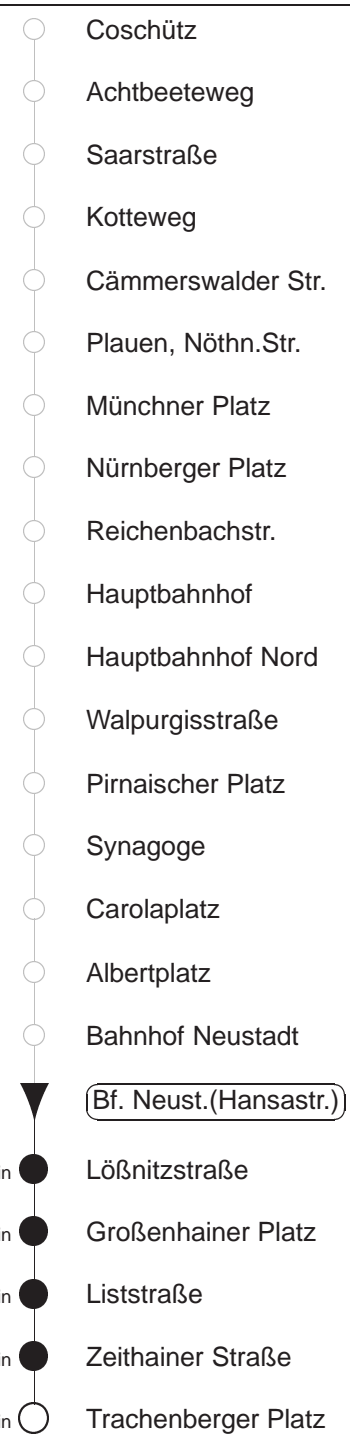 Coschütz
Achtbeeteweg
Saarstraße
Kotteweg
Cämmerswalder Str.
Plauen, Nöthn.Str.
Münchner Platz
Nürnberger Platz
Reichenbachstr.
Hauptbahnhof
Hauptbahnhof Nord
Walpurgisstraße
Pirnaischer Platz
Synagoge
Carolaplatz
Albertplatz
Bahnhof Neustadt
Bf. Neust.(Hansastr.)
Lößnitzstraße
Großenhainer Platz
Liststraße
Zeithainer Straße
Trachenberger Platz